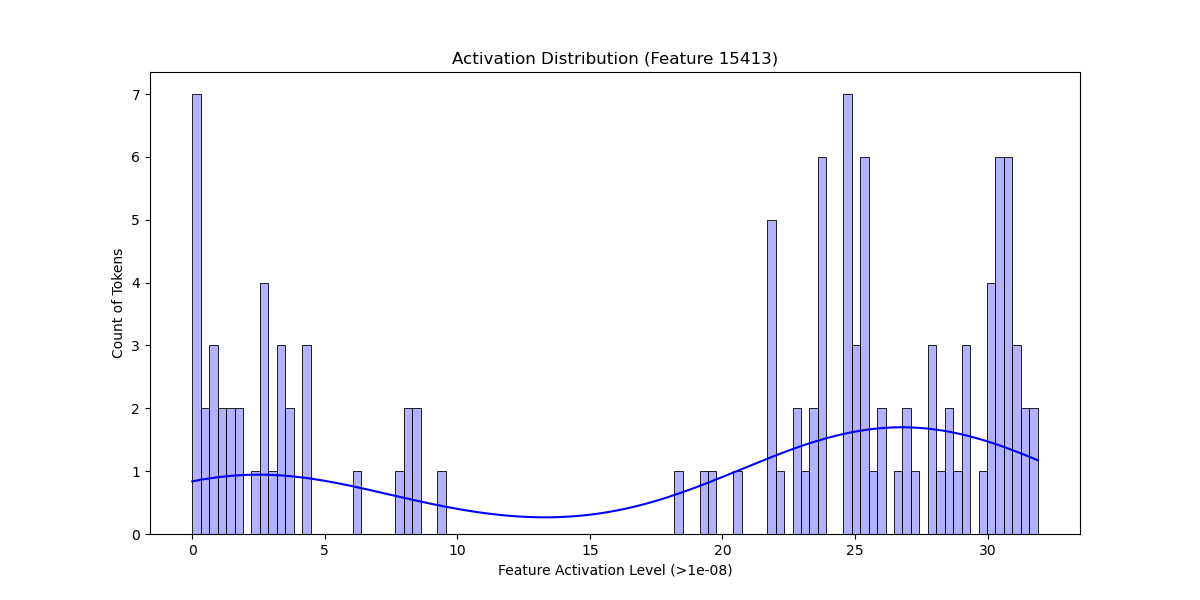 Activation Distribution (Feature 15413)
7
6
5
4
3
2
1
0
Count of Tokens
0 5 10 15 20 25 30
Feature Activation Level (>1e-08)